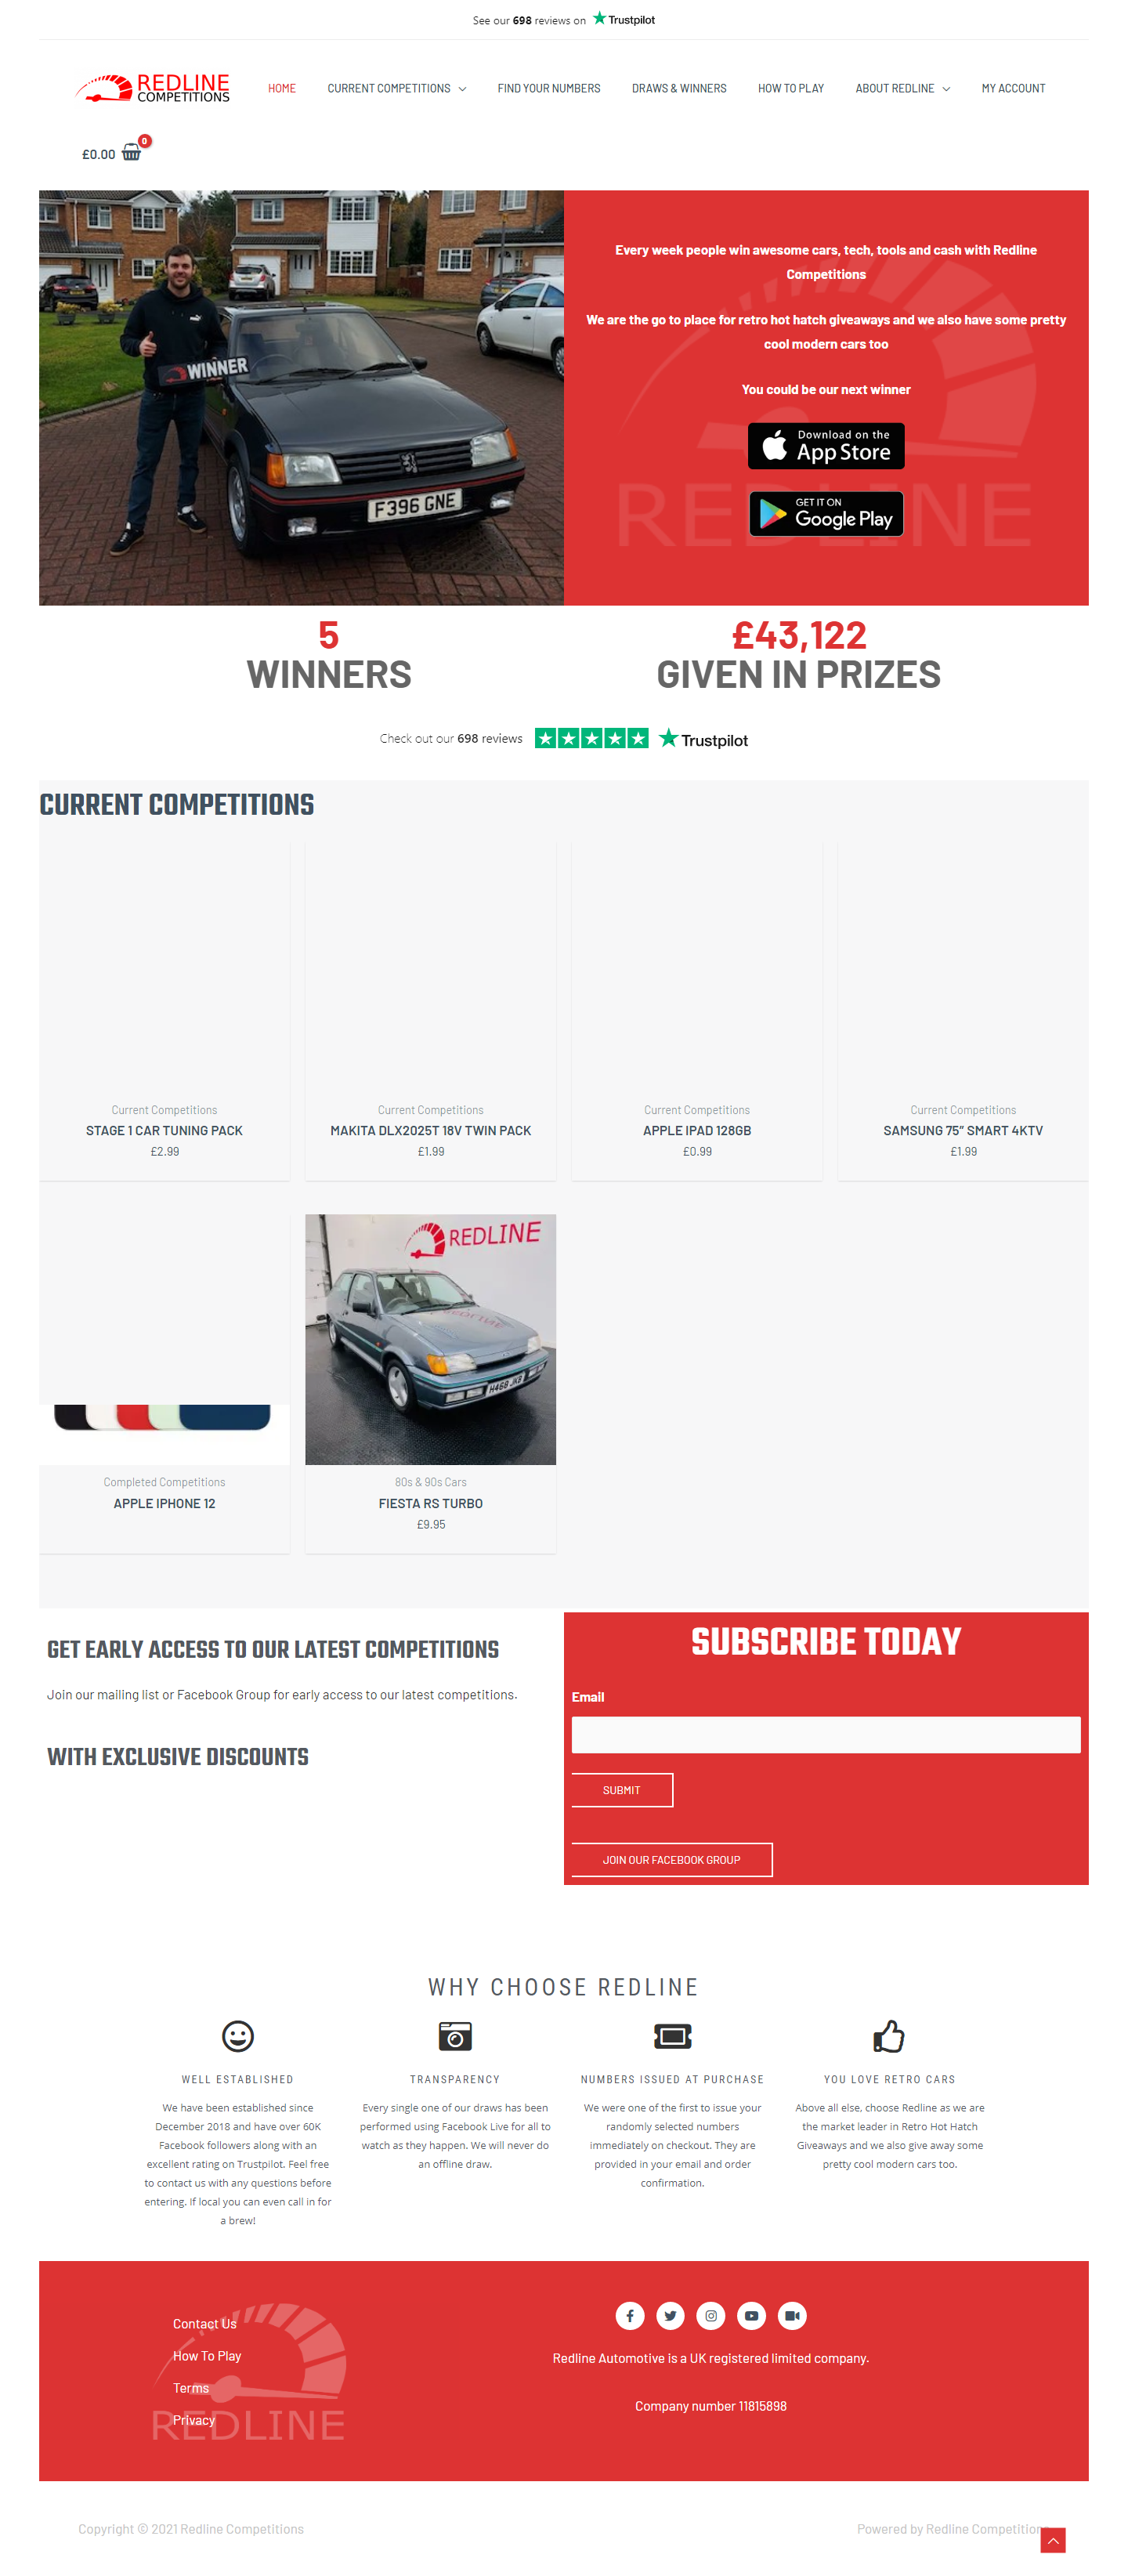 See our 698 reviews on Trustpilot
REDLINE
COMPETITIONS
HOME
CURRENT COMPETITIONS
FIND YOUR NUMBERS
DRAWS & WINNERS
HOW TO PLAY
ABOUT REDLINE
MY ACCOUNT
£0.00
0
WINNER
F396 GNE
Every week people win awesome cars, tech, tools and cash with Redline
Competitions
We are the go to place for retro hot hatch giveaways and we also have some pretty
cool modern cars too
You could be our next winner
Download on the
App Store
GET IT ON
Google Play
REDLINE
5
WINNERS
£43,122
GIVEN IN PRIZES
Check out our 698 reviews
Trustpilot
CURRENT COMPETITIONS
Current Competitions
STAGE 1 CAR TUNING PACK
£2.99
Current Competitions
MAKITA DLX2025T 18V TWIN PACK
£1.99
Current Competitions
APPLE IPAD 128GB
£0.99
Current Competitions
SAMSUNG 75″ SMART 4KTV
£1.99
Completed Competitions
APPLE IPHONE 12
REDLINE
H468 JKB
80s & 90s Cars
FIESTA RS TURBO
£9.95
GET EARLY ACCESS TO OUR LATEST COMPETITIONS
Join our mailing list or Facebook Group for early access to our latest competitions.
WITH EXCLUSIVE DISCOUNTS
SUBSCRIBE TODAY
Email
SUBMIT
JOIN OUR FACEBOOK GROUP
WHY CHOOSE REDLINE
WELL ESTABLISHED
We have been established since
December 2018 and have over 60K
Facebook followers along with an
excellent rating on Trustpilot. Feel free
to contact us with any questions before
entering. If local you can even call in for
a brew!
TRANSPARENCY
Every single one of our draws has been
performed using Facebook Live for all to
watch as they happen. We will never do
an offline draw.
NUMBERS ISSUED AT PURCHASE
We were one of the first to issue your
randomly selected numbers
immediately on checkout. They are
provided in your email and order
confirmation.
YOU LOVE RETRO CARS
Above all else, choose Redline as we are
the market leader in Retro Hot Hatch
Giveaways and we also give away some
pretty cool modern cars too.
Contact Us
How To Play
Terms
Privacy
REDLINE
Redline Automotive is a UK registered limited company.
Company number 11815898
Copyright © 2021 Redline Competitions
Powered by Redline Competitions